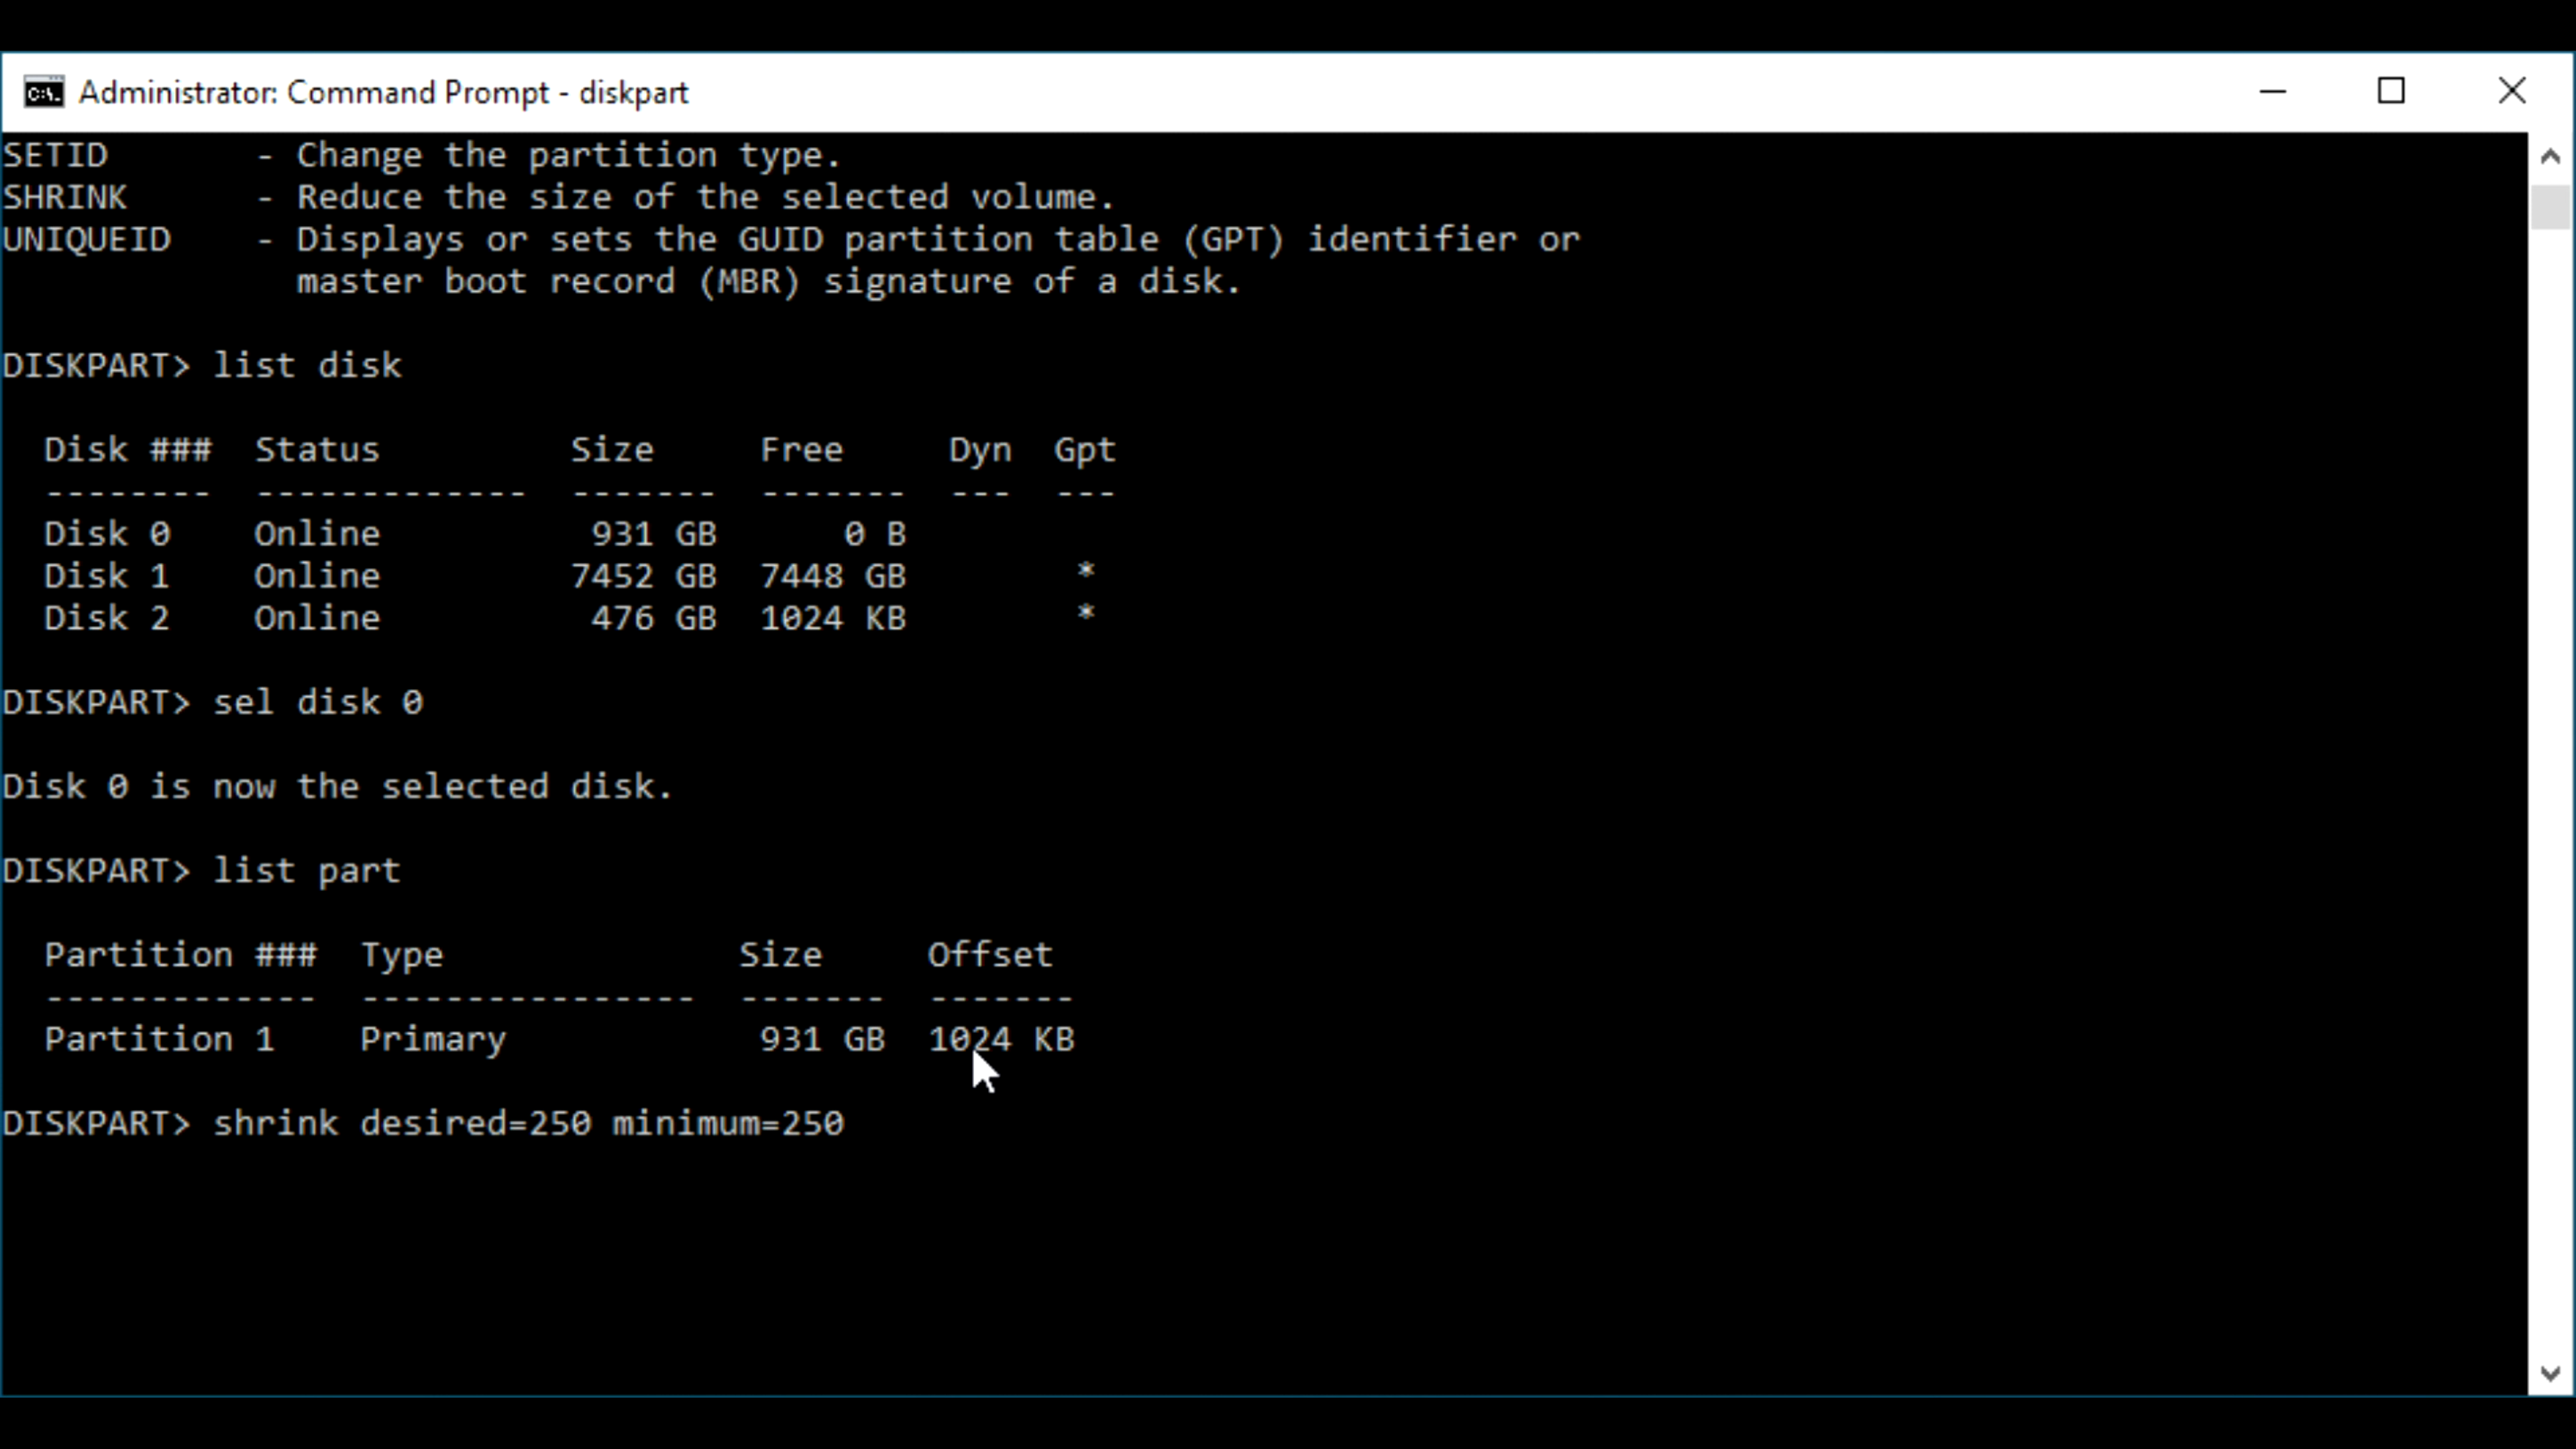 Administrator: Command Prompt - diskpart
SETID       - Change the partition type.
SHRINK      - Reduce the size of the selected volume.
UNIQUEID    - Displays or sets the GUID partition table (GPT) identifier or
              master boot record (MBR) signature of a disk.
DISKPART> list disk
  Disk ###  Status         Size     Free     Dyn  Gpt
  --------  -------------  -------  -------  ---  ---
  Disk 0    Online          931 GB      0 B
  Disk 1    Online         7452 GB  7448 GB        *
  Disk 2    Online          476 GB  1024 KB        *
DISKPART> sel disk 0
Disk 0 is now the selected disk.
DISKPART> list part
  Partition ###  Type              Size     Offset
  -------------  ----------------  -------  -------
  Partition 1    Primary            931 GB  1024 KB
DISKPART> shrink desired=250 minimum=250